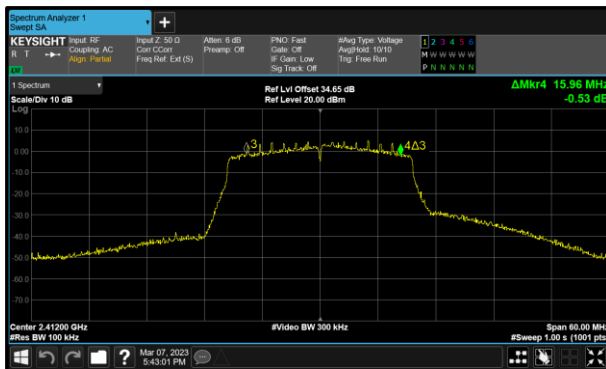 Spectrum Analyzer 1
Swept SA
+
KEYSIGHT Input: RF Input Z: 50 Ω Atten: 6 dB PNO: Fast #Avg Type: Voltage 1 2 3 4 5 6
R T Coupling: AC Corr CCorr Preamp: Off Gate: Off Avg|Hold: 10/10 M W W W W W
Align: Partial Freq Ref: Ext (S) IF Gain: Low Trig: Free Run P N N N N N
Sig Track: Off
1 Spectrum
Scale/Div 10 dB
Ref Lvl Offset 34.65 dB
Ref Level 20.00 dBm
ΔMkr4 15.96 MHz
-0.53 dB
Log
10.0
0.00
-10.0
-20.0
-30.0
-40.0
-50.0
-60.0
-70.0
3
4Δ3
Center 2.41200 GHz
#Res BW 100 kHz
#Video BW 300 kHz
Span 60.00 MHz
#Sweep 1.00 s (1001 pts)
?
Mar 07, 2023
5:43:01 PM